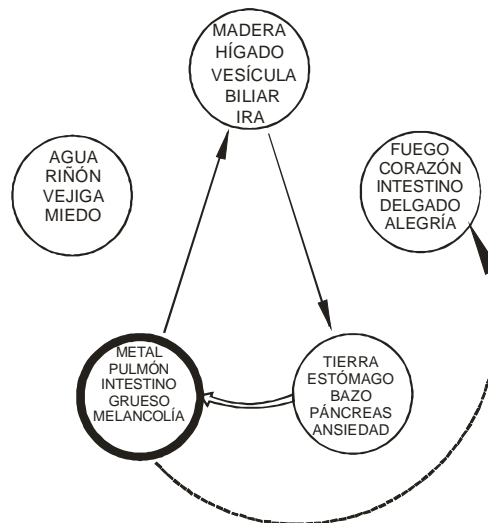 MADERA
HÍGADO
VESÍCULA
BILIAR
IRA
AGUA
RIÑÓN
VEJIGA
MIEDO
FUEGO
CORAZÓN
INTESTINO
DELGADO
ALEGRÍA
METAL
PULMÓN
INTESTINO
GRUESO
MELANCOLÍA
TIERRA
ESTÓMAGO
BAZO
PÁNCREAS
ANSIEDAD